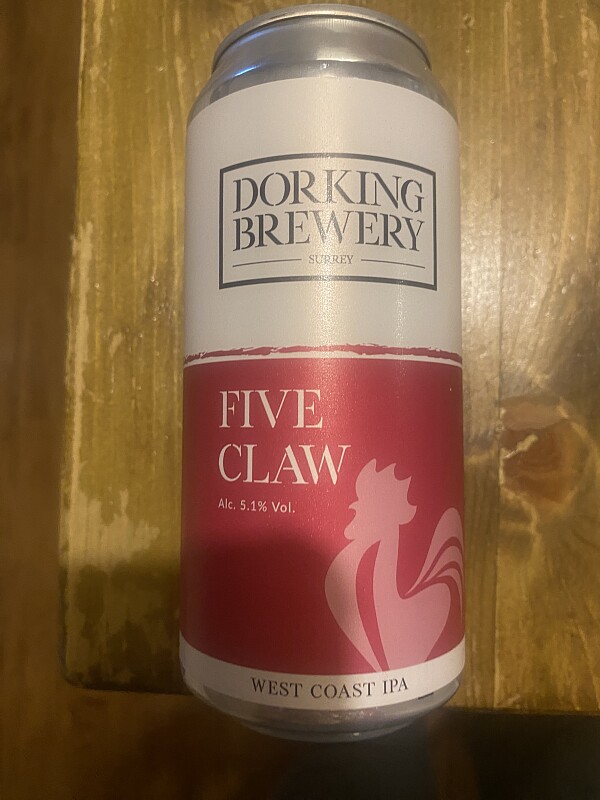 DORKING
BREWERY
SURREY
FIVE
CLAW
Alc. 5.1% Vol.
WEST COAST IPA